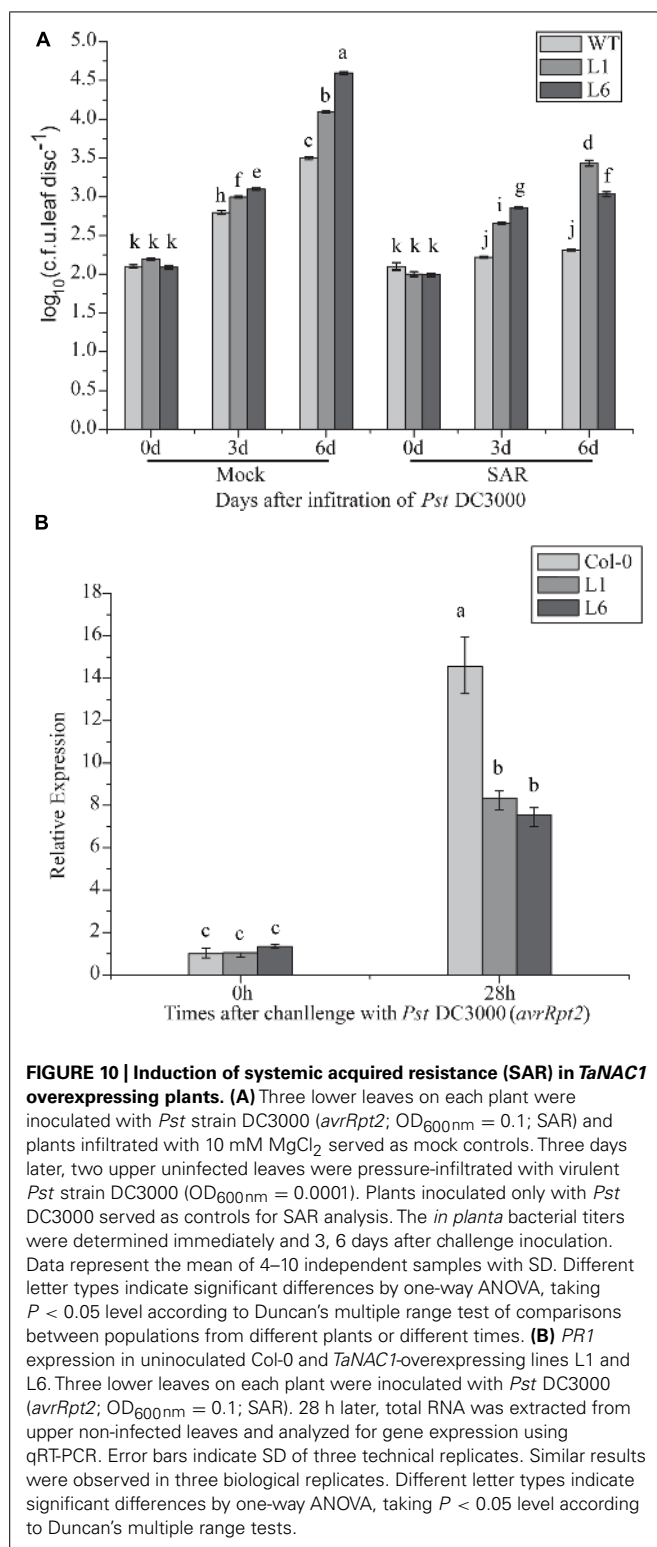 A
WT
L1
L6
log10(c.f.u.leaf disc-1)
5.0
4.5
4.0
3.5
3.0
2.5
2.0
1.5
1.0
0.5
0.0
k k k
h f e
c b a
k k k
j i g
j d f
0d 3d 6d 0d 3d 6d
Mock SAR
Days after infitration of Pst DC3000
B
Col-0
L1
L6
Relative Expression
18
16
14
12
10
8
6
4
2
0
c c c
a b b
0h 28h
Times after chanllenge with Pst DC3000 (avrRpt2)
FIGURE 10 | Induction of systemic acquired resistance (SAR) in TaNAC1
overexpressing plants. (A) Three lower leaves on each plant were
inoculated with Pst strain DC3000 (avrRpt2; OD600 nm = 0.1; SAR) and
plants infiltrated with 10 mM MgCl2 served as mock controls. Three days
later, two upper uninfected leaves were pressure-infiltrated with virulent
Pst strain DC3000 (OD600 nm = 0.0001). Plants inoculated only with Pst
DC3000 served as controls for SAR analysis. The in planta bacterial titers
were determined immediately and 3, 6 days after challenge inoculation.
Data represent the mean of 4–10 independent samples with SD. Different
letter types indicate significant differences by one-way ANOVA, taking
P < 0.05 level according to Duncan's multiple range test of comparisons
between populations from different plants or different times. (B) PR1
expression in uninoculated Col-0 and TaNAC1-overexpressing lines L1 and
L6. Three lower leaves on each plant were inoculated with Pst DC3000
(avrRpt2; OD600 nm = 0.1; SAR). 28 h later, total RNA was extracted from
upper non-infected leaves and analyzed for gene expression using
qRT-PCR. Error bars indicate SD of three technical replicates. Similar results
were observed in three biological replicates. Different letter types indicate
significant differences by one-way ANOVA, taking P < 0.05 level according
to Duncan's multiple range tests.